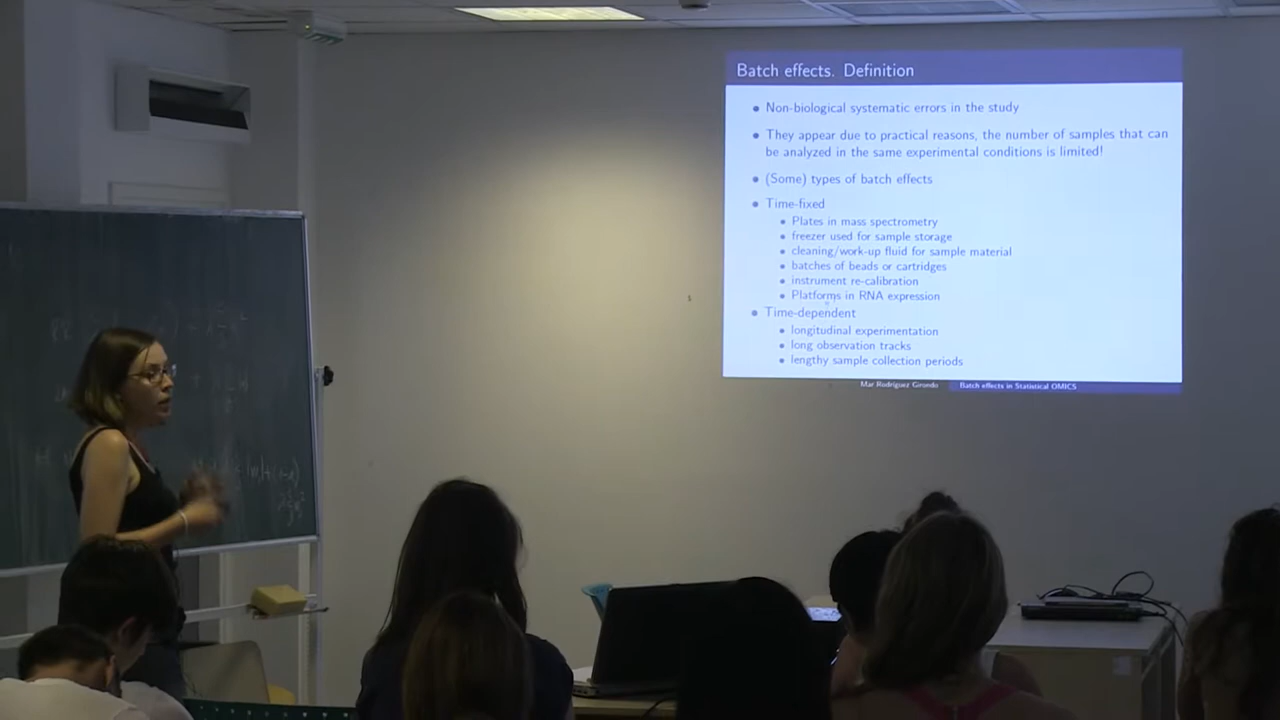 Batch effects. Definition
Non-biological systematic errors in the study
They appear due to practical reasons, the number of samples that can
be analyzed in the same experimental conditions is limited!
(Some) types of batch effects
Time-fixed
Plates in mass spectrometry
freezer used for sample storage
cleaning/work-up fluid for sample material
batches of beads or cartridges
instrument re-calibration
Platforms in RNA expression
Time-dependent
longitudinal experimentation
long observation tracks
lengthy sample collection periods
Mar Rodríguez Girondo Batch effects in Statistical OMICS